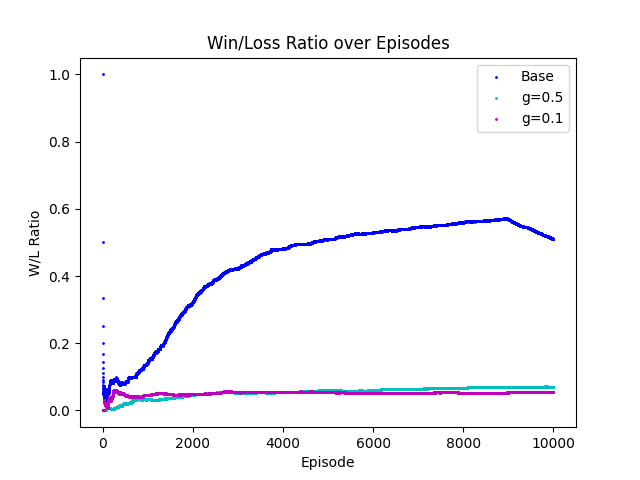 Win/Loss Ratio over Episodes
1.0
0.8
0.6
0.4
0.2
0.0
W/L Ratio
Base
g=0.5
g=0.1
0 2000 4000 6000 8000 10000
Episode